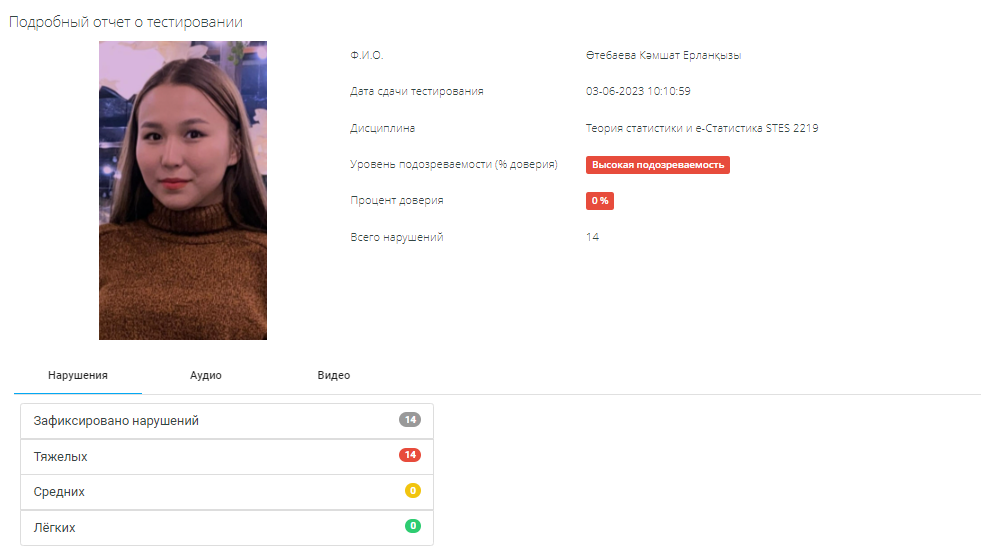 Подробный отчет о тестировании
Ф.И.О. Өтебаева Кәмшат Ерланқызы
Дата сдачи тестирования 03-06-2023 10:10:59
Дисциплина Теория статистики и е-Статистика STES 2219
Уровень подозреваемости (% доверия) Высокая подозреваемость
Процент доверия 0 %
Всего нарушений 14
Нарушения Аудио Видео
Зафиксировано нарушений 14
Тяжелых 14
Средних 0
Лёгких 0